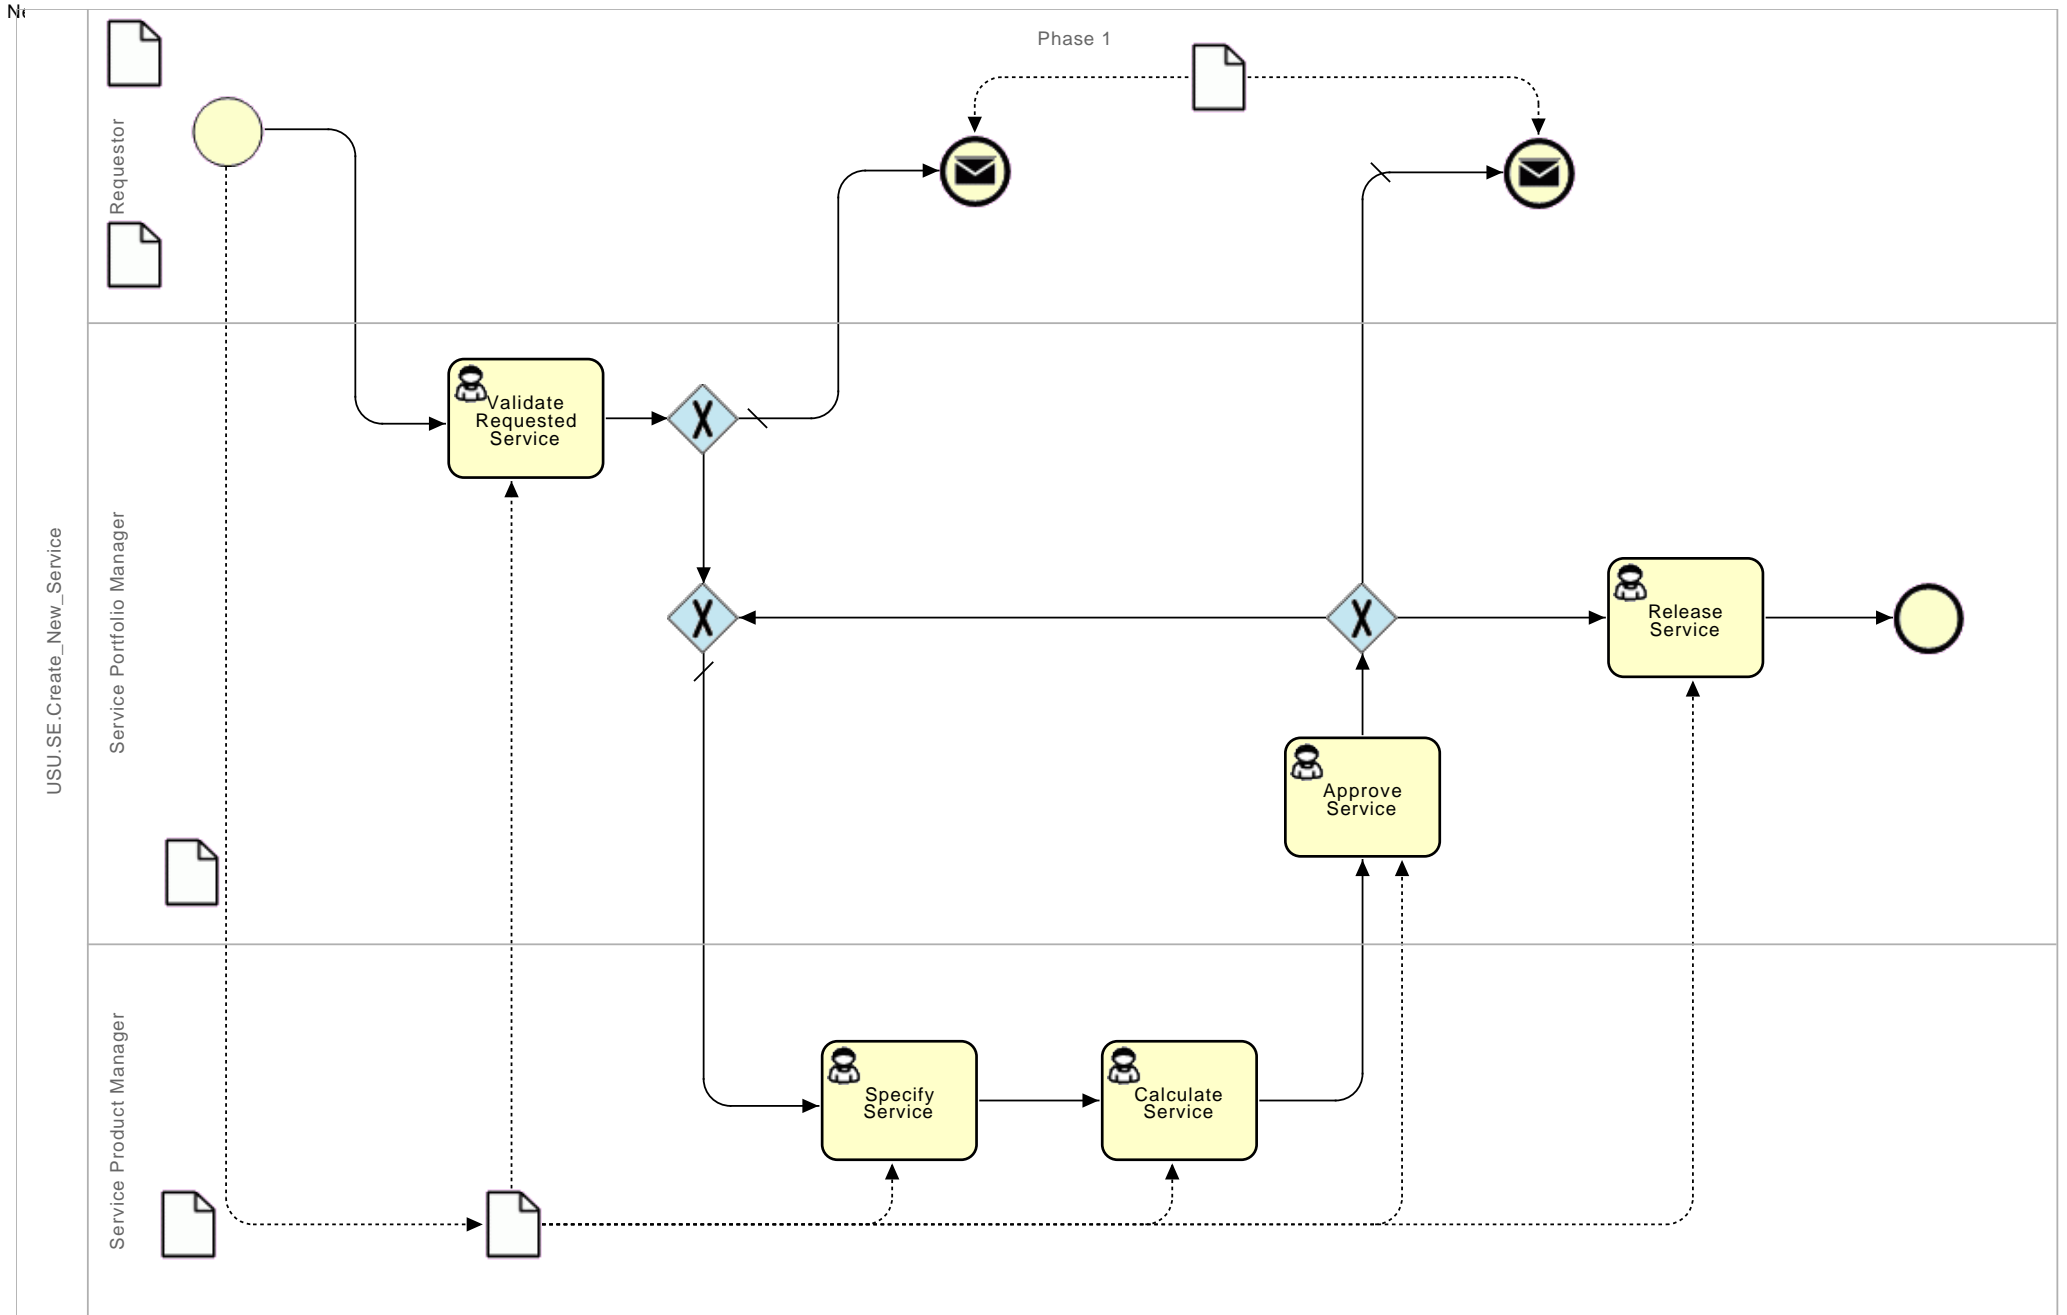 Phase 1
Requestor
Validate
Requested
Service
USU.SE.Create_New_Service
Service Portfolio Manager
Release
Service
Approve
Service
Service Product Manager
Specify
Service
Calculate
Service